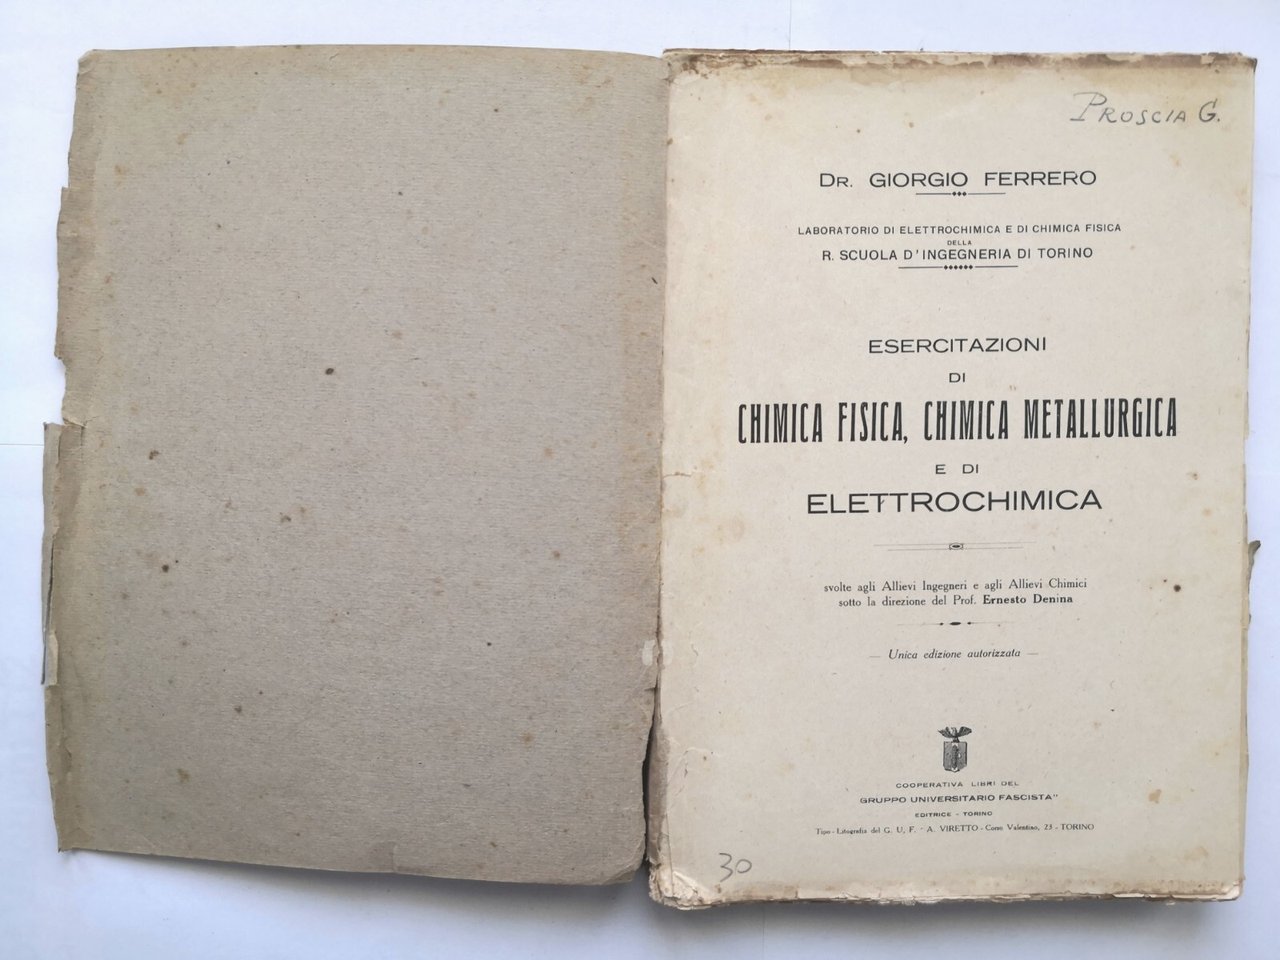 PROSCIA G.
DR. GIORGIO FERRERO
LABORATORIO DI ELETTROCHIMICA E DI CHIMICA FISICA
DELLA
R. SCUOLA D'INGEGNERIA DI TORINO
ESERCITAZIONI
DI
CHIMICA FISICA, CHIMICA METALLURGICA
E DI
ELETTROCHIMICA
svolte agli Allievi Ingegneri e agli Allievi Chimici
sotto la direzione del Prof. Ernesto Denina
— Unica edizione autorizzata —
COOPERATIVA LIBRI DEL
GRUPPO UNIVERSITARIO FASCISTA"
EDITRICE - TORINO
Tipo - Litografia del G. U, F. " A. VIRETTO - Corso Valentino, 23 - TORINO
30